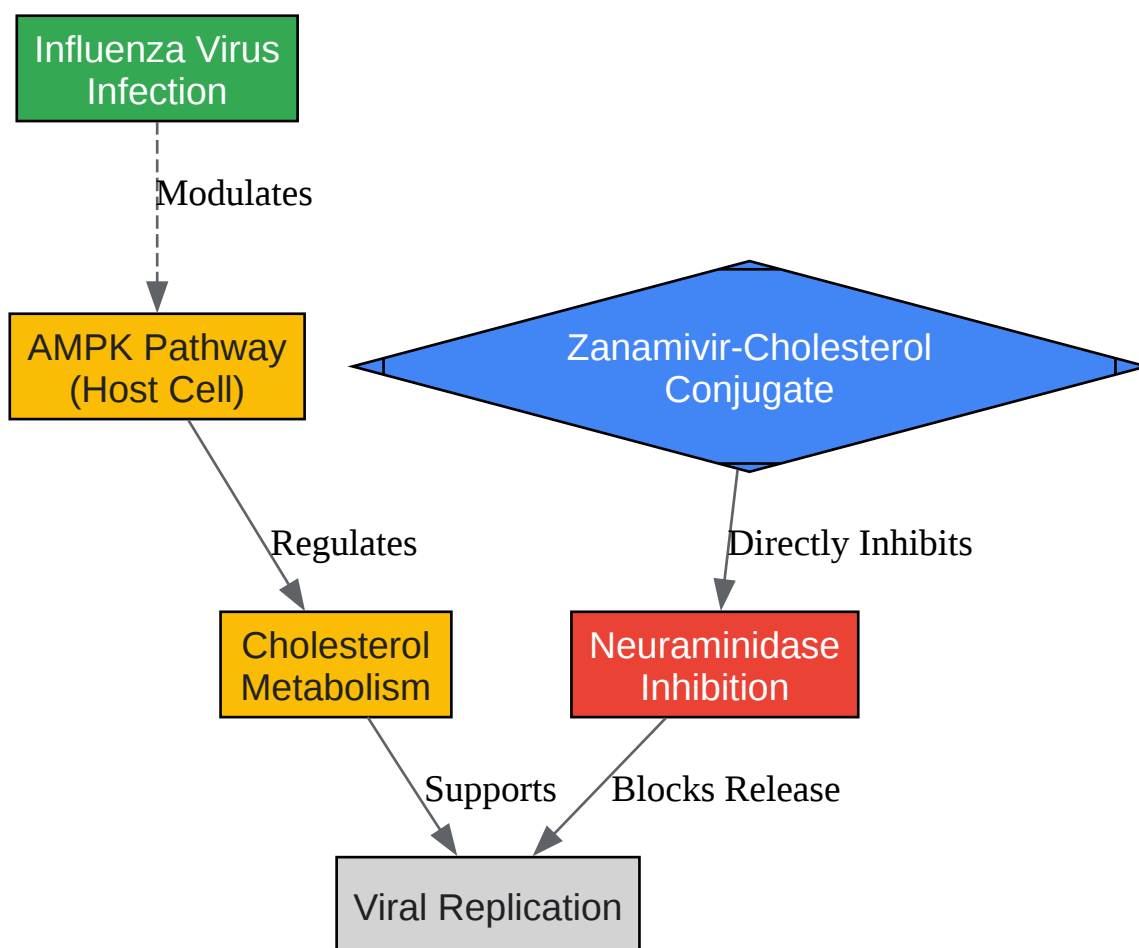 Influenza Virus
Infection
Modulates
AMPK Pathway
(Host Cell)
Zanamivir-Cholesterol
Conjugate
Regulates
Directly Inhibits
Cholesterol
Metabolism
Neuraminidase
Inhibition
Supports
Blocks Release
Viral Replication